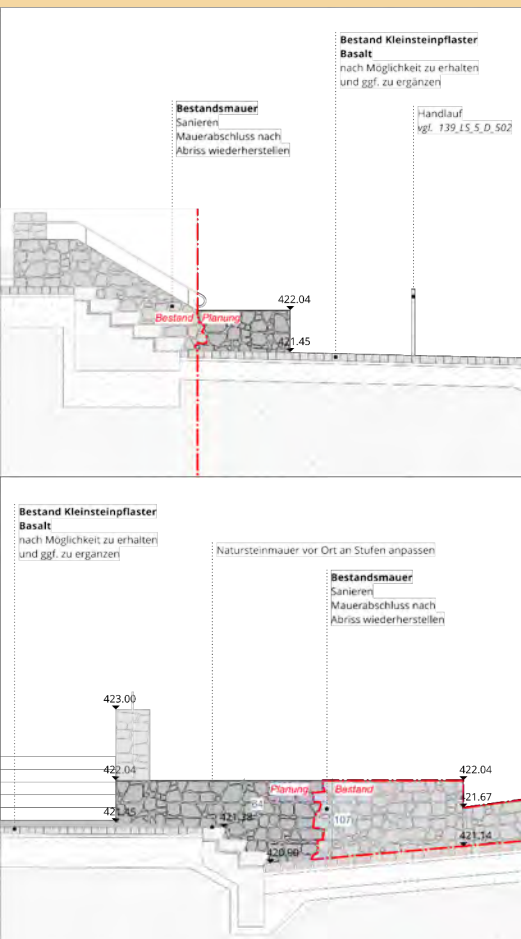 Bestand Kleinsteinpflaster
Basalt
nach Möglichkeit zu erhalten
und ggf. zu ergänzen
Bestandsmauer
Sanieren
Mauerabschluss nach
Abriss wiederherstellen
Handlauf
vgl. 139_LS_5_D_502
422.04
Bestand Planung
421.45
Bestand Kleinsteinpflaster
Basalt
nach Möglichkeit zu erhalten
und ggf. zu ergänzen
Natursteinmauer vor Ort an Stufen anpassen
Bestandsmauer
Sanieren
Mauerabschluss nach
Abriss wiederherstellen
423.00
422.04
422.04
Planung Bestand
421.67
64
421.45
421.28
107
421.14
420.90